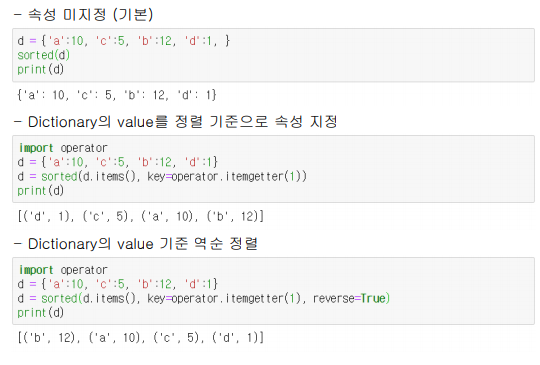 - 속성 미지정 (기본)
d = {'a':10, 'c':5, 'b':12, 'd':1, }
sorted(d)
print(d)
{'a': 10, 'c': 5, 'b': 12, 'd': 1}
- Dictionary의 value를 정렬 기준으로 속성 지정
import operator
d = {'a':10, 'c':5, 'b':12, 'd':1}
d = sorted(d.items(), key=operator.itemgetter(1))
print(d)
[('d', 1), ('c', 5), ('a', 10), ('b', 12)]
- Dictionary의 value 기준 역순 정렬
import operator
d = {'a':10, 'c':5, 'b':12, 'd':1}
d = sorted(d.items(), key=operator.itemgetter(1), reverse=True)
print(d)
[('b', 12), ('a', 10), ('c', 5), ('d', 1)]